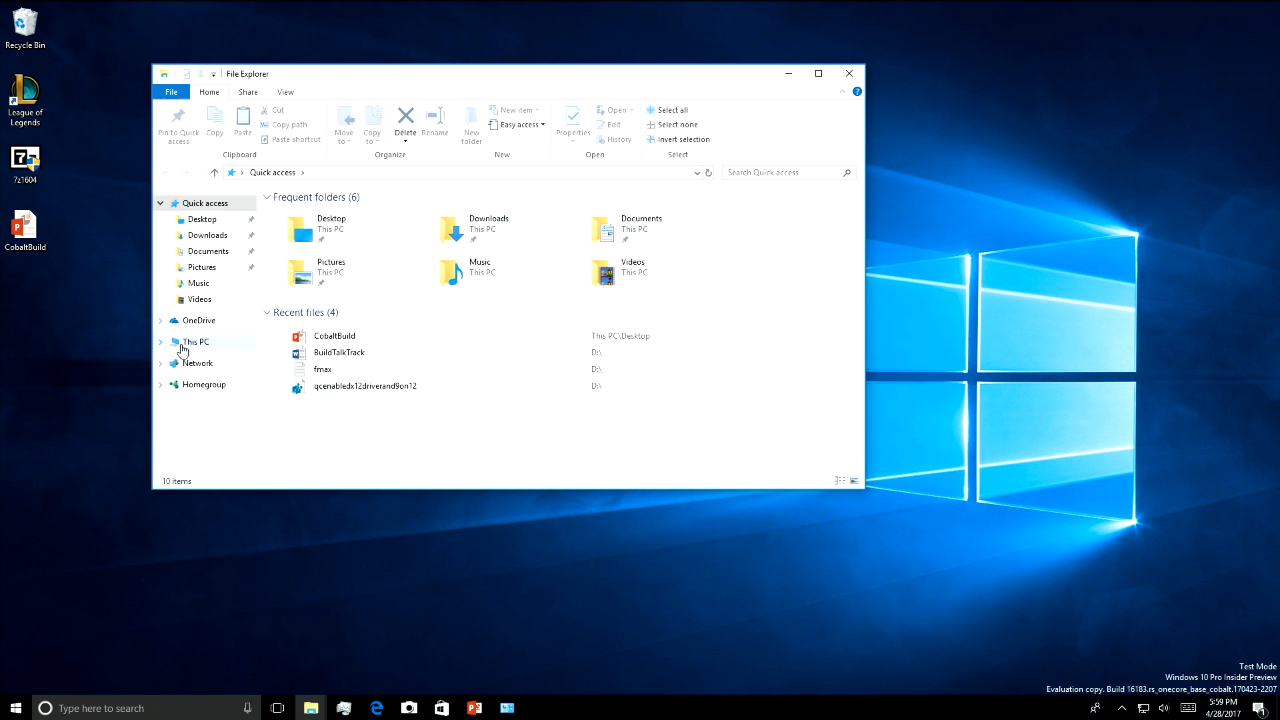 Recycle Bin
League of
Legends
7z1604
CobaltBuild
File Explorer
File
Home
Share
View
Pin to Quick
access
Copy
Paste
Cut
Copy path
Paste shortcut
Clipboard
Move
to
Copy
to
Delete
Rename
Organize
New
folder
New item
Easy access
New
Properties
Open
Edit
History
Open
Select all
Select none
Invert selection
Select
Quick access
Search Quick access
Quick access
Desktop
Downloads
Documents
Pictures
Music
Videos
OneDrive
This PC
Network
Homegroup
Frequent folders (6)
Desktop
This PC
Downloads
This PC
Documents
This PC
Pictures
This PC
Music
This PC
Videos
This PC
Recent files (4)
CobaltBuild This PC\Desktop
BuildTalkTrack D:\
fmax D:\
qcenabledx12driverand9on12 D:\
10 items
Test Mode
Windows 10 Pro Insider Preview
Evaluation copy. Build 16183.rs_onecore_base_cobalt.170423-2207
Type here to search
5:59 PM
4/28/2017
1